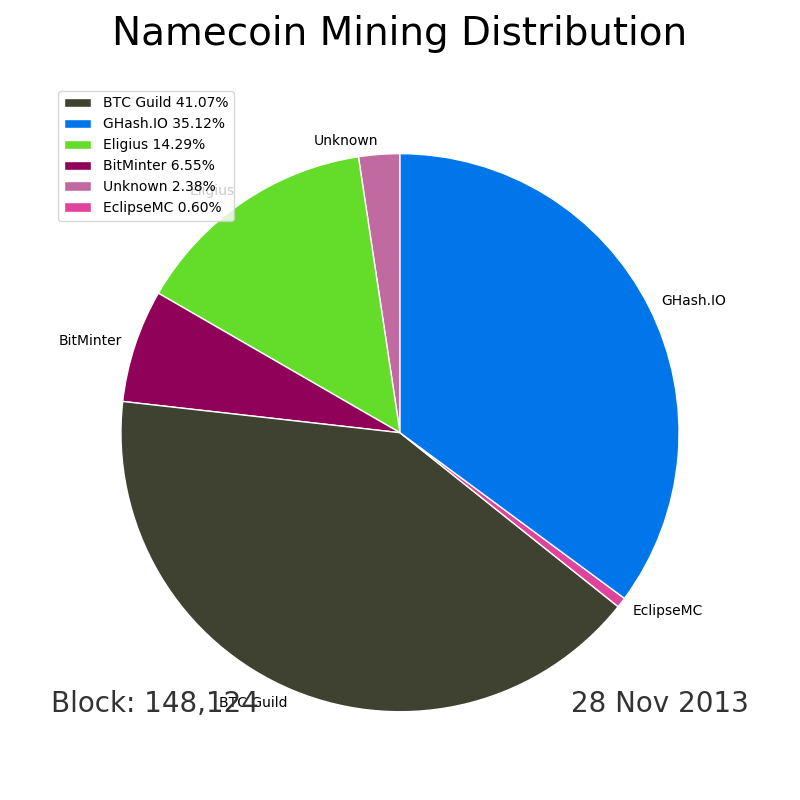 Namecoin Mining Distribution
BTC Guild 41.07%
GHash.IO 35.12%
Eligius 14.29%
BitMinter 6.55%
Unknown 2.38%
EclipseMC 0.60%
Unknown
Eligius
GHash.IO
BitMinter
EclipseMC
BTC Guild
Block: 148,124
28 Nov 2013